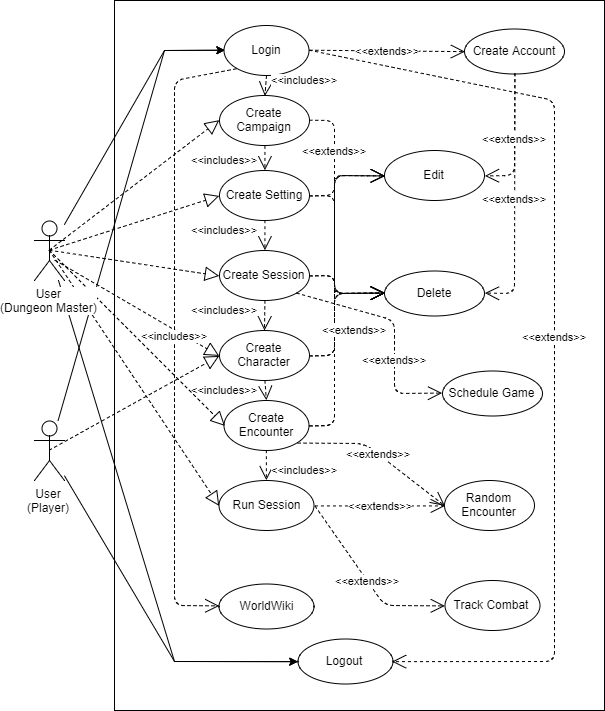 Login
<<extends>>
Create Account
<<includes>>
Create
Campaign
<<extends>>
<<extends>>
<<includes>>
Edit
Create Setting
<<extends>>
<<includes>>
User
(Dungeon Master)
Create Session
Delete
<<includes>>
<<includes>>
<<extends>>
<<extends>>
Create
Character
<<extends>>
<<includes>>
Schedule Game
Create
Encounter
<<extends>>
<<includes>>
User
(Player)
Run Session
<<extends>>
Random
Encounter
<<extends>>
WorldWiki
Track Combat
Logout